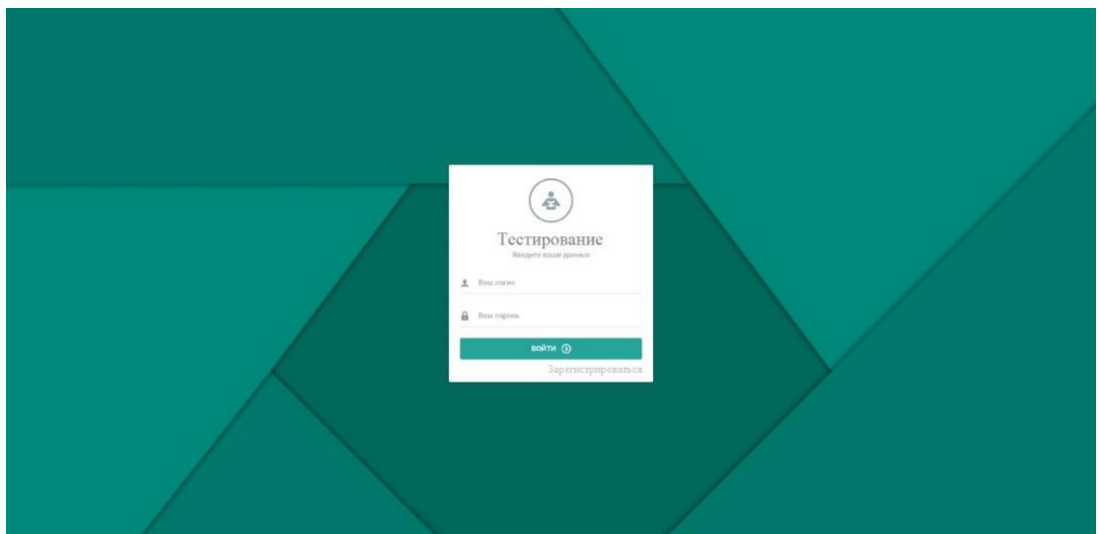 Тестирование
Введите ваши данные
Ваш логин
Ваш пароль
ВОЙТИ
Зарегистрироваться